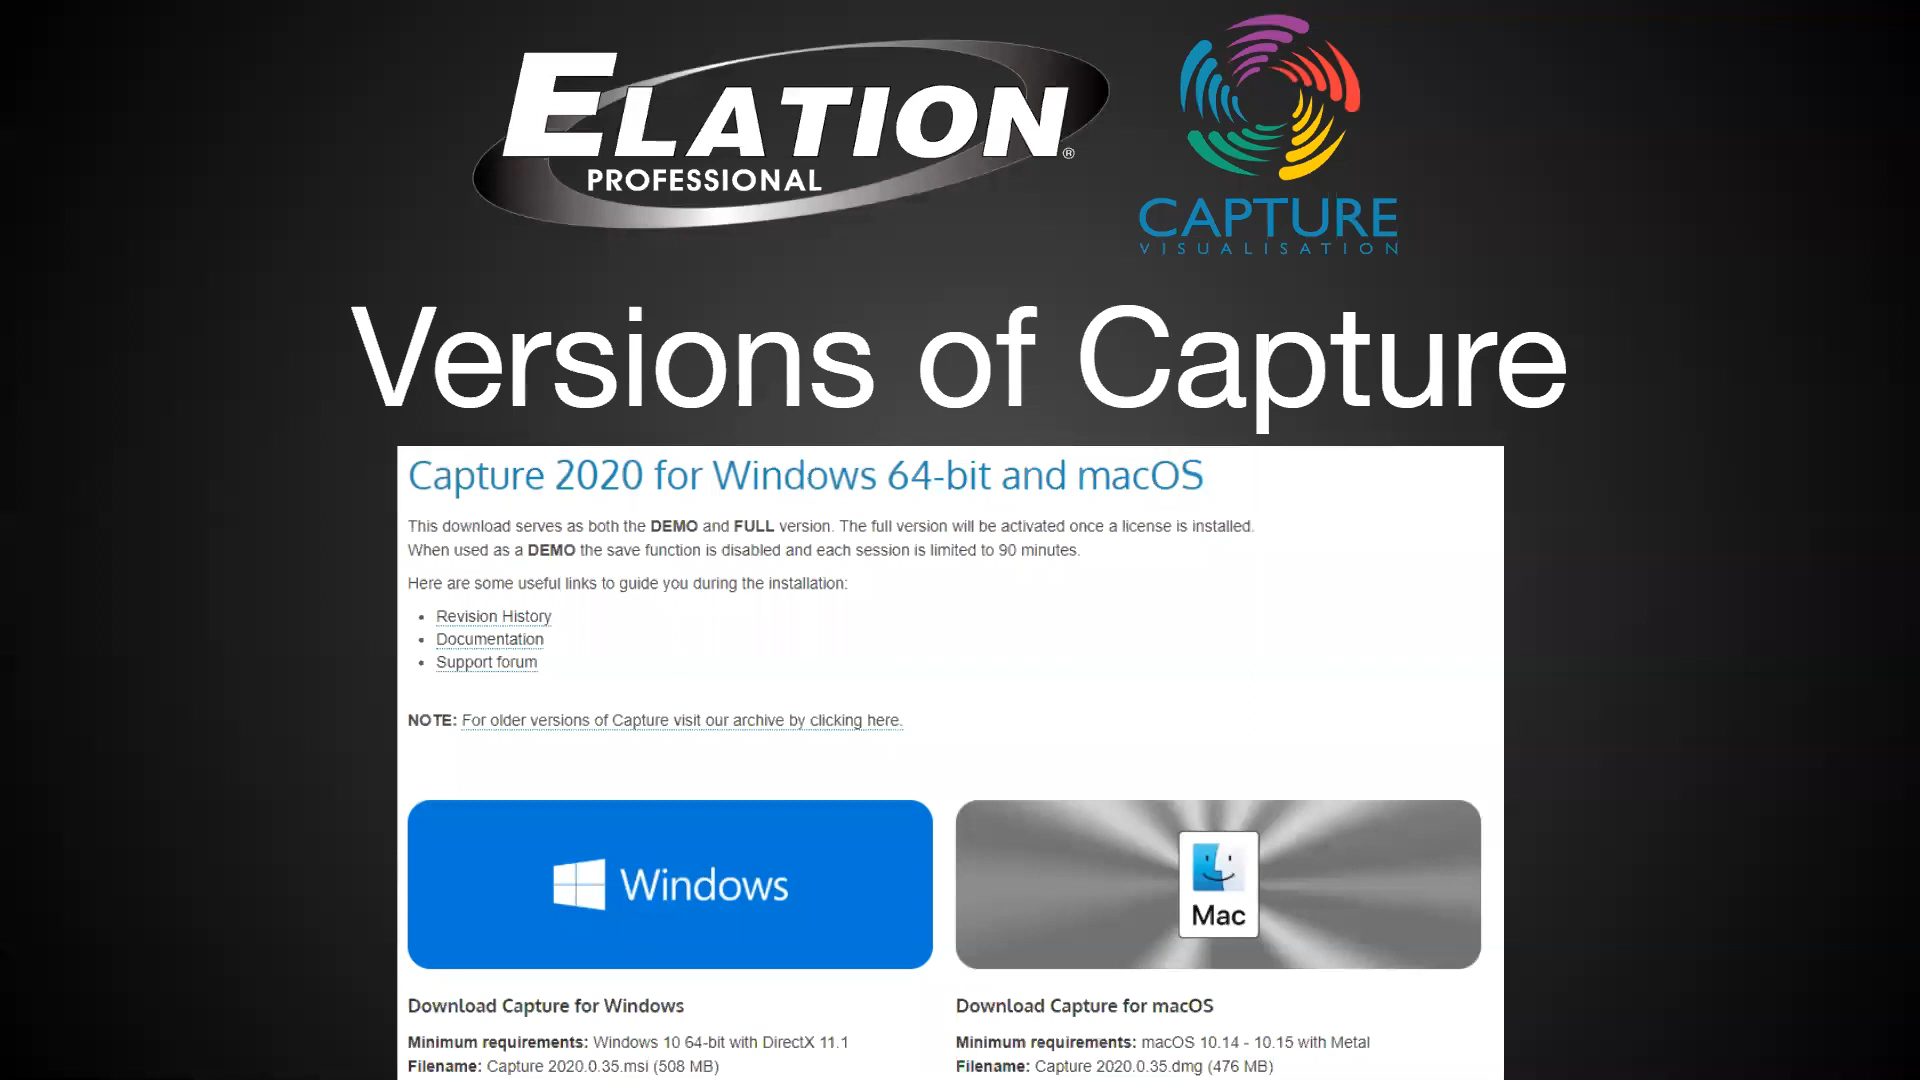 ELATION®
PROFESSIONAL
CAPTURE
VISUALISATION
Versions of Capture
Capture 2020 for Windows 64-bit and macOS
This download serves as both the DEMO and FULL version. The full version will be activated once a license is installed.
When used as a DEMO the save function is disabled and each session is limited to 90 minutes.
Here are some useful links to guide you during the installation:
• Revision History
• Documentation
• Support forum
NOTE: For older versions of Capture visit our archive by clicking here.
Windows
Mac
Download Capture for Windows
Minimum requirements: Windows 10 64-bit with DirectX 11.1
Filename: Capture 2020.0.35.msi (508 MB)
Download Capture for macOS
Minimum requirements: macOS 10.14 - 10.15 with Metal
Filename: Capture 2020.0.35.dmg (476 MB)